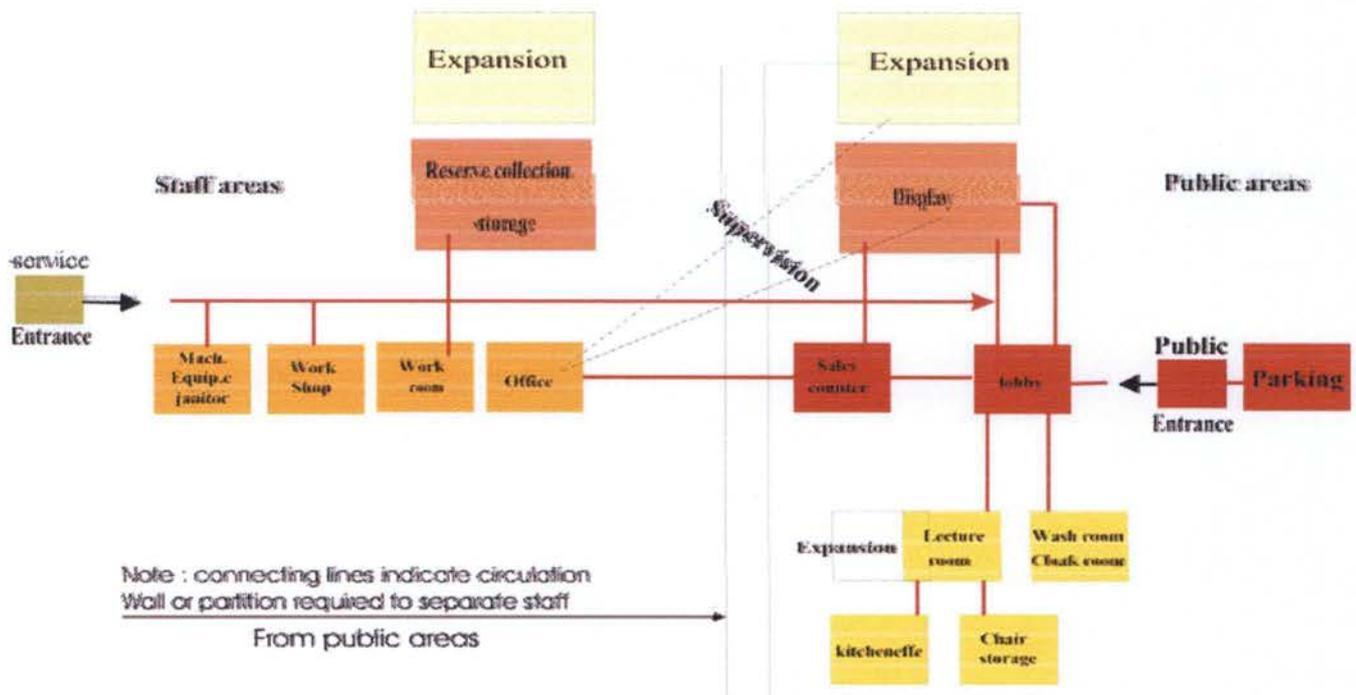 Expansion
Expansion
Reserve collection
storage
Staff areas
Display
Public areas
Supervision
service
Entrance
Mach.
Equip.c
janitor
Work
Shop
Work
room
Office
Sales
counter
lobby
Public
Entrance
Parking
Expansion
Lecture
room
Wash room
Cloak room
Note : connecting lines indicate circulation
Wall or partition required to separate staff
From public areas
kitcheneffe
Chair
storage